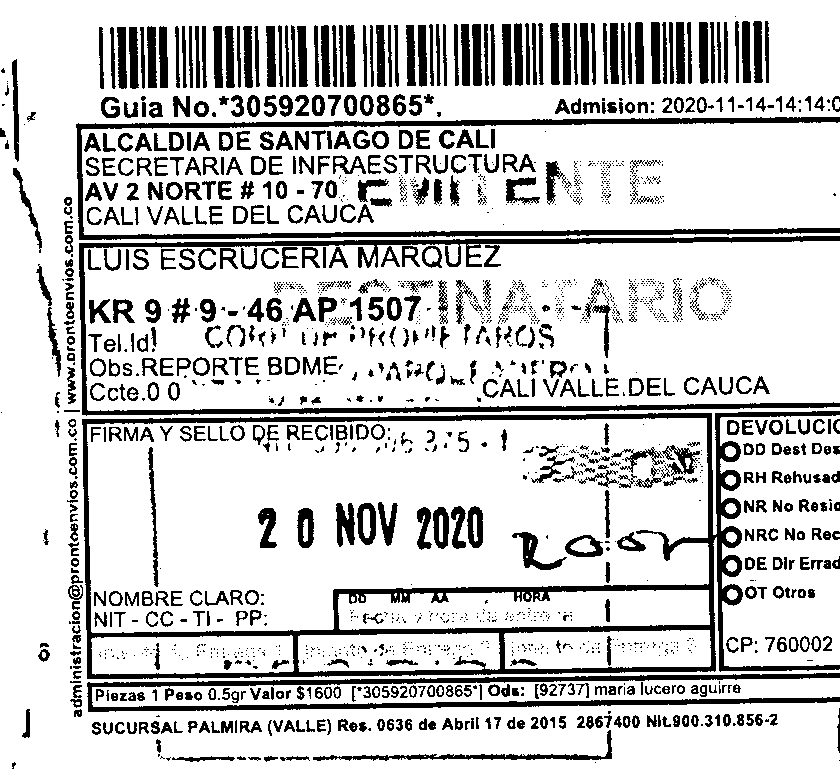 Guia No.*305920700865*.
Admision: 2020-11-14-14:14:0
ALCALDIA DE SANTIAGO DE CALI
SECRETARIA DE INFRAESTRUCTURA
AV 2 NORTE # 10 - 70
CALI VALLE DEL CAUCA
LUIS ESCRUCERIA MARQUEZ
DESTINATARIO
KR 9 # 9 - 46 AP 1507
Tel.Id
Obs.REPORTE BDME
Ccte.0 0
CALI VALLE DEL CAUCA
www.prontoenvios.com.co
administracion@prontoenvios.com.co
FIRMA Y SELLO DE RECIBIDO:
20 NOV 2020
NOMBRE CLARO:
NIT - CC - TI - PP:
DD MM AA HORA
DEVOLUCIO
DD Dest Des
RH Rehusad
NR No Resid
NRC No Rec
DE Dir Errad
OT Otros
CP: 760002
Piezas 1 Peso 0.5gr Valor $1600 [*305920700865*] Ods: [92737] maria lucero aguirre
SUCURSAL PALMIRA (VALLE) Res. 0636 de Abril 17 de 2015 2867400 Nit.900.310.856-2